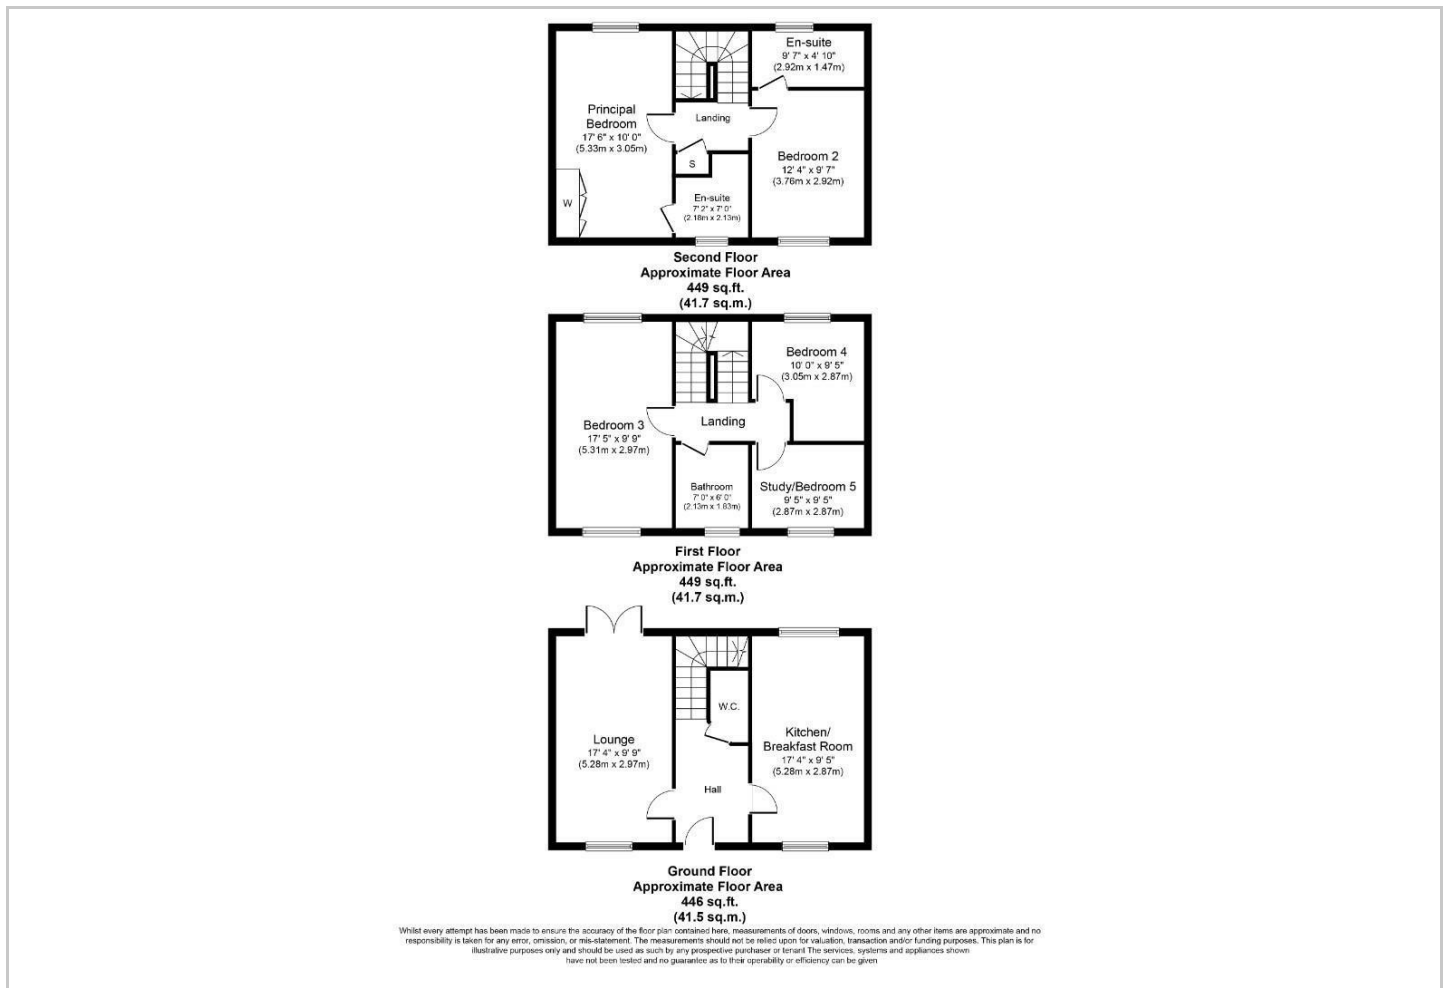 En-suite
9' 7" x 4' 10"
(2.92m x 1.47m)
Principal
Bedroom
17' 6" x 10' 0"
(5.33m x 3.05m)
Landing
Bedroom 2
12' 4" x 9' 7"
(3.76m x 2.92m)
S
W
En-suite
7' 2" x 7' 0"
(2.18m x 2.13m)
Second Floor
Approximate Floor Area
449 sq.ft.
(41.7 sq.m.)
Bedroom 4
10' 0" x 9' 5"
(3.05m x 2.87m)
Landing
Bedroom 3
17' 5" x 9' 9"
(5.31m x 2.97m)
Bathroom
7' 0" x 6' 0"
(2.13m x 1.83m)
Study/Bedroom 5
9' 5" x 9' 5"
(2.87m x 2.87m)
First Floor
Approximate Floor Area
449 sq.ft.
(41.7 sq.m.)
W.C.
Lounge
17' 4" x 9' 9"
(5.28m x 2.97m)
Kitchen/
Breakfast Room
17' 4" x 9' 5"
(5.28m x 2.87m)
Hall
Ground Floor
Approximate Floor Area
446 sq.ft.
(41.5 sq.m.)
Whilst every attempt has been made to ensure the accuracy of the floor plan contained here, measurements of doors, windows, rooms and any other items are approximate and no
responsibility is taken for any error, omission, or mis-statement. The measurements should not be relied upon for valuation, transaction and/or funding purposes. This plan is for
illustrative purposes only and should be used as such by any prospective purchaser or tenant The services, systems and appliances shown
have not been tested and no guarantee as to their operability or efficiency can be given